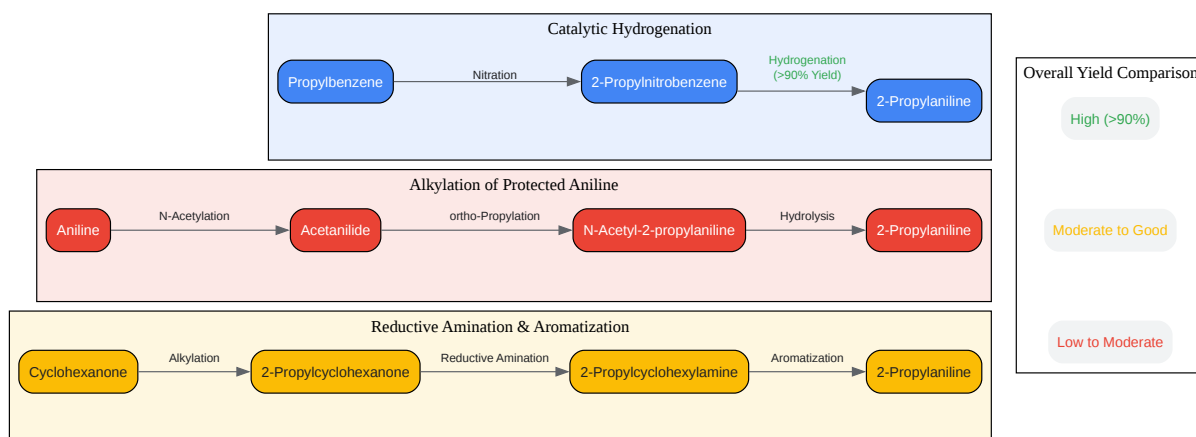 Catalytic Hydrogenation
Propylbenzene
Nitration
2-Propylnitrobenzene
Hydrogenation
(>90% Yield)
2-Propylaniline
Alkylation of Protected Aniline
Aniline
N-Acetylation
Acetanilide
ortho-Propylation
N-Acetyl-2-propylaniline
Hydrolysis
2-Propylaniline
Reductive Amination & Aromatization
Cyclohexanone
Alkylation
2-Propylcyclohexanone
Reductive Amination
2-Propylcyclohexylamine
Aromatization
2-Propylaniline
Overall Yield Comparison
High (>90%)
Moderate to Good
Low to Moderate